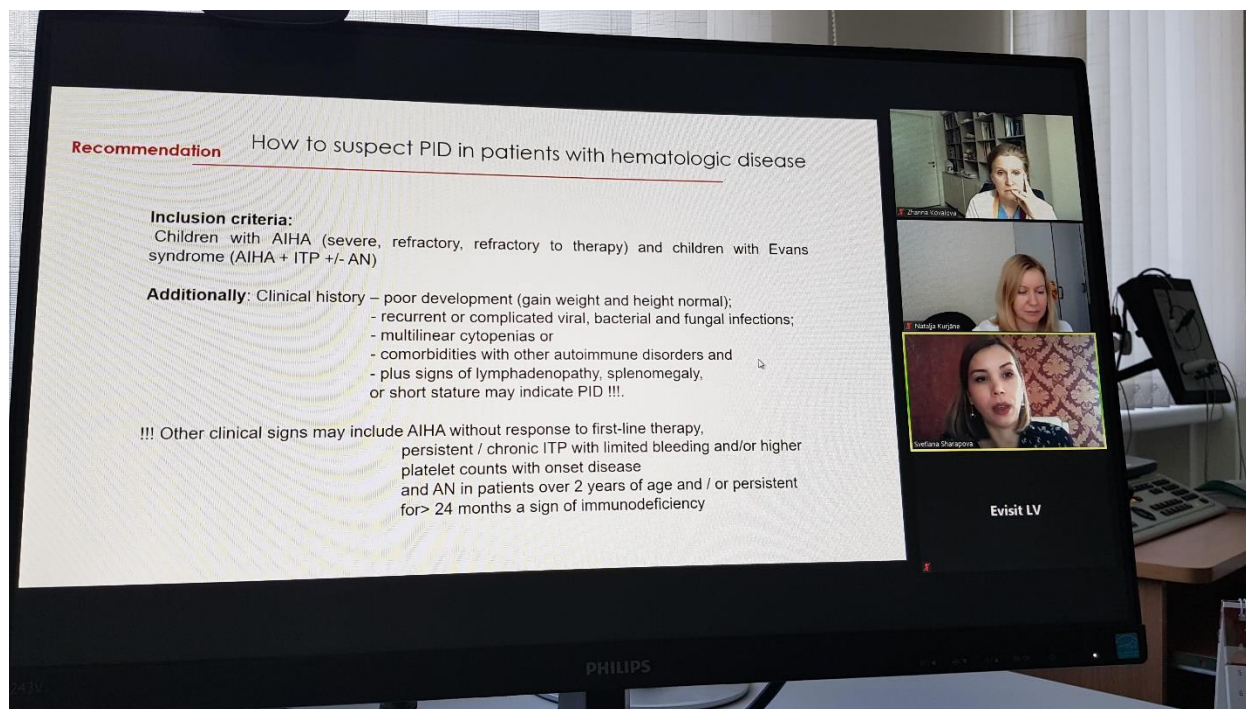 Recommendation
How to suspect PID in patients with hematologic disease
Inclusion criteria:
Children with AIHA (severe, refractory, refractory to therapy) and children with Evans
syndrome (AIHA + ITP +/- AN)
Additionally: Clinical history – poor development (gain weight and height normal);
- recurrent or complicated viral, bacterial and fungal infections;
- multilinear cytopenias or
- comorbidities with other autoimmune disorders and
- plus signs of lymphadenopathy, splenomegaly,
or short stature may indicate PID !!!.
!!! Other clinical signs may include AIHA without response to first-line therapy,
persistent / chronic ITP with limited bleeding and/or higher
platelet counts with onset disease
and AN in patients over 2 years of age and / or persistent
for> 24 months a sign of immunodeficiency
Zhanna Kovalova
Natalja Kurjāne
Svetlana Sharapova
Evisit LV
PHILIPS
243V